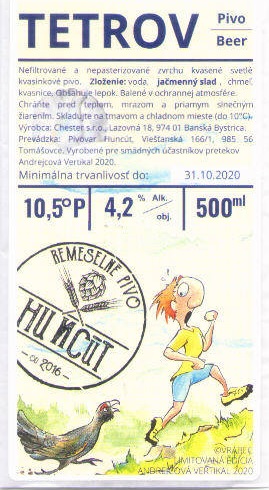 TETROV
Pivo
Beer
Nefiltrované a nepasterizované zvrchu kvasené svetlé
kvasinkové pivo. Zloženie: voda, jačmenný slad , chmeľ,
kvasnice, Obsahuje lepok. Balené v ochrannej atmosfére.
Chráňte pred teplom, mrazom a priamym slnečným
žiarením. Skladujte na tmavom a chladnom mieste (do 10°C).
Výrobca: Chester s.r.o., Lazovná 18, 974 01 Banská Bystrica.
Prevádzka: Pivovar Huncút, Vieštanská 166/1, 985 56
Tomášovce. Vyrobené pre smädných účastníkov pretekov
Andrejcová Vertikal 2020.
Minimálna trvanlivosť do: 31.10.2020
10,5°P
4,2 % Alk./obj.
500ml
REMESELNÉ PIVO
HUNCÚT
- OD 2016 -
LIMITOVANÁ EDÍCIA
ANDREJCOVÁ VERTIKAL 2020